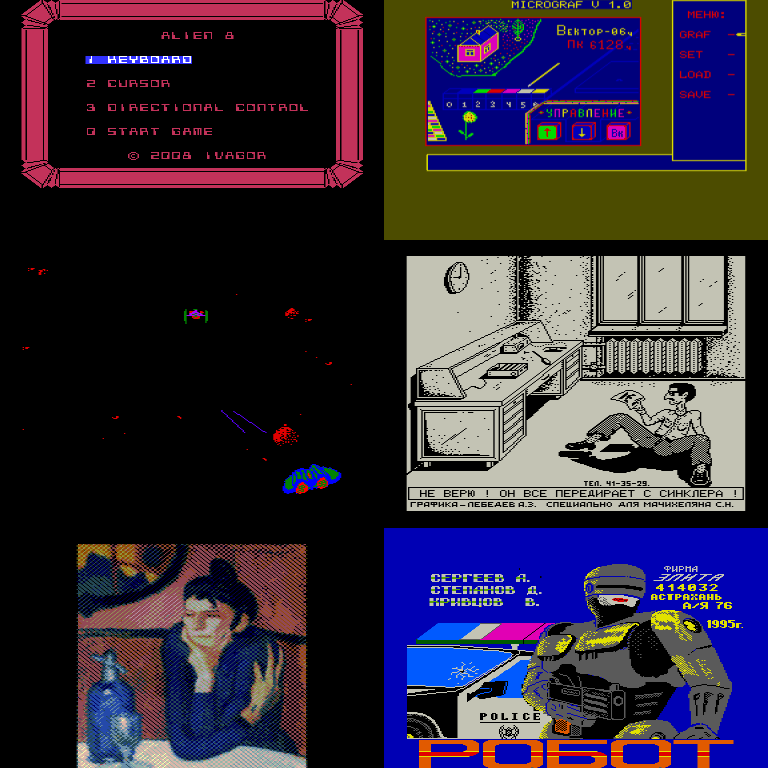 ALIEN 8
1 KEYBOARD
2 CURSOR
3 DIRECTIONAL CONTROL
0 START GAME
© 2008 IVAGOR
MICROGRAF V 1.0
МЕНЮ:
GRAF -
SET -
LOAD -
SAVE -
Вектор-06ц
ПК 6128ц
0 1 2 3 4 5 6
УПРАВЛЕНИЕ
↑ ↓ ВК
ТЕЛ. 41-35-29.
НЕ ВЕРЮ ! ОН ВСЕ ПЕРЕДИРАЕТ С СИНКЛЕРА !
ГРАФИКА-ЛЕБЕДЕВ А.З. СПЕЦИАЛЬНО ДЛЯ МАЧИХЕЛЯНА С.Н.
СЕРГЕЕВ А.
СТЕПАНОВ Д.
КРИВЦОВ В.
ФИРМА
ЭЛИТА
414032
АСТРАХАНЬ
А/Я 76
1995г.
POLICE
РОБОТ